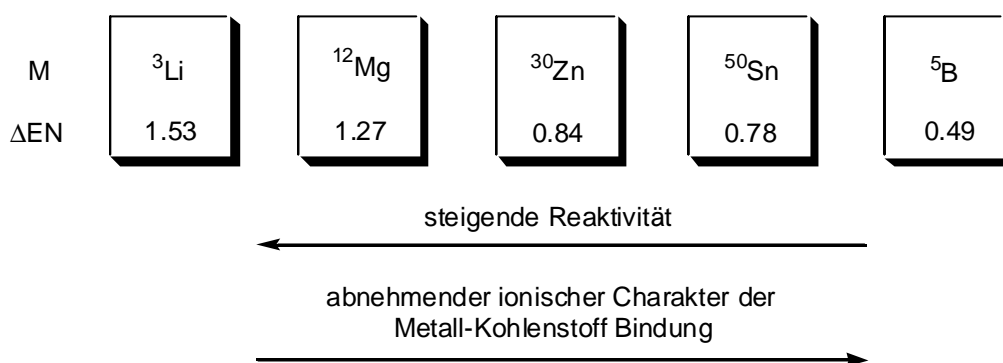 M ³Li ¹²Mg ³⁰Zn ⁵⁰Sn ⁵B
ΔEN 1.53 1.27 0.84 0.78 0.49
steigende Reaktivität
abnehmender ionischer Charakter der
Metall-Kohlenstoff Bindung